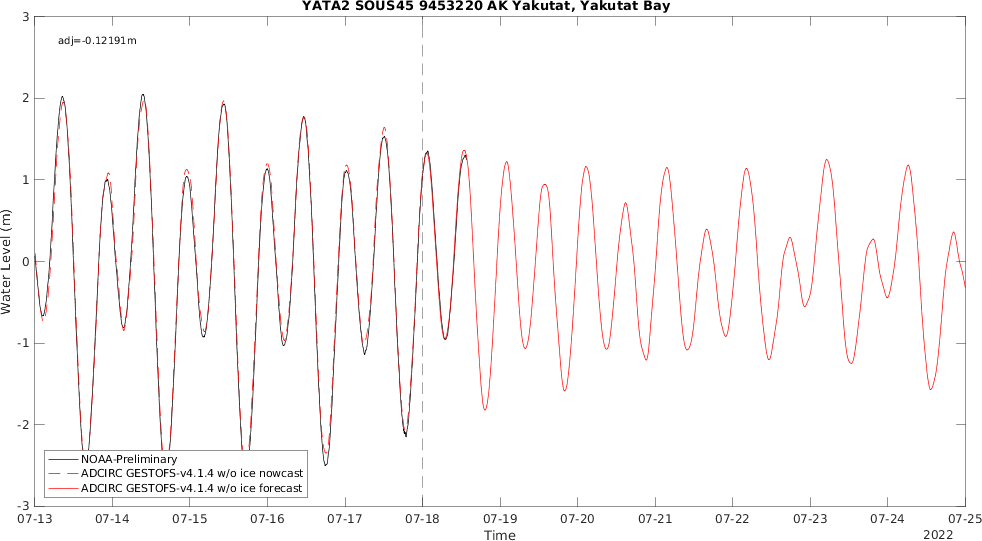 YATA2 SOUS45 9453220 AK Yakutat, Yakutat Bay
adj=-0.12191m
3
2
1
0
-1
-2
-3
Water Level (m)
NOAA-Preliminary
ADCIRC GESTOFS-v4.1.4 w/o ice nowcast
ADCIRC GESTOFS-v4.1.4 w/o ice forecast
07-13 07-14 07-15 07-16 07-17 07-18 07-19 07-20 07-21 07-22 07-23 07-24 07-25
Time
2022